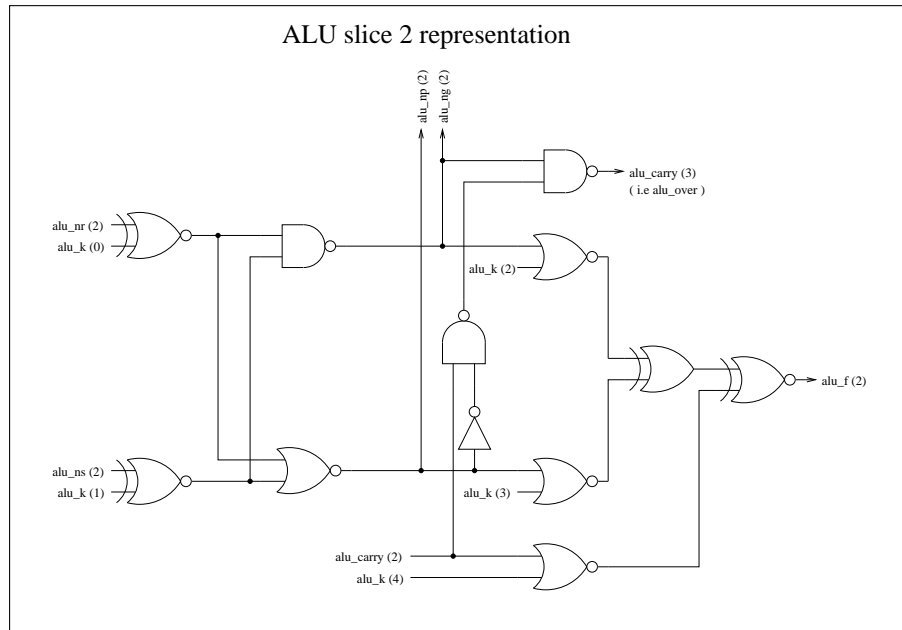 ALU slice 2 representation
alu_np (2)
alu_ng (2)
alu_carry (3)
( i.e alu_over )
alu_nr (2)
alu_k (0)
alu_k (2)
alu_f (2)
alu_ns (2)
alu_k (1)
alu_k (3)
alu_carry (2)
alu_k (4)